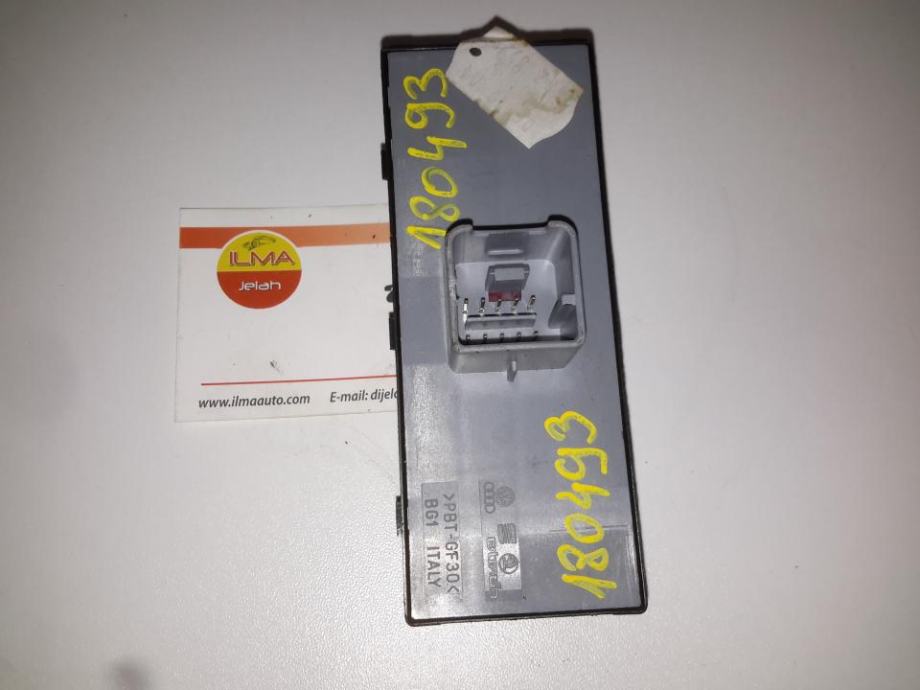 180493
ILMA
Jelah
www.ilmaauto.com E-mail: dijel
180493
>PBT-GF30<
BG1 ITALY